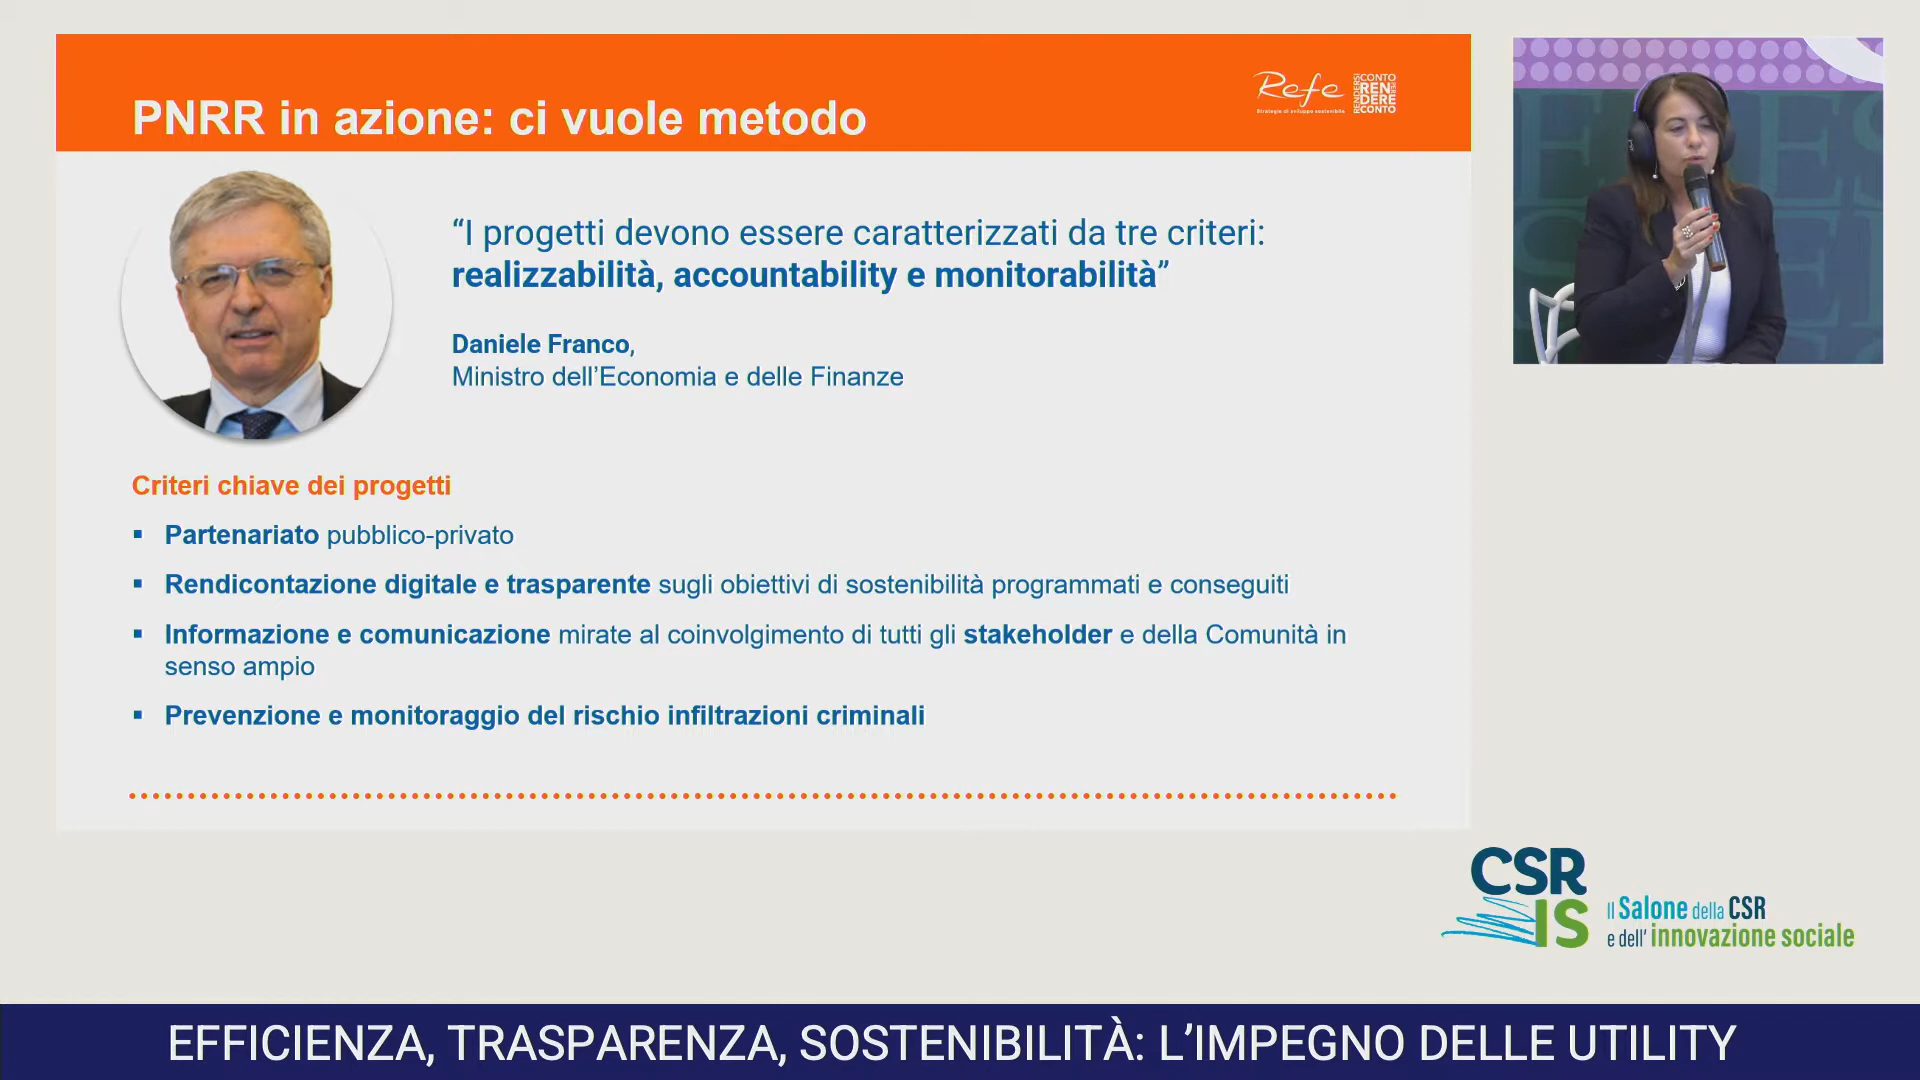 PNRR in azione: ci vuole metodo
Refe
Strategie di sviluppo sostenibile
RENDERSI
CONTO
PER
REN
DERE
CONTO
“I progetti devono essere caratterizzati da tre criteri:
realizzabilità, accountability e monitorabilità”
Daniele Franco,
Ministro dell’Economia e delle Finanze
Criteri chiave dei progetti
▪ Partenariato pubblico-privato
▪ Rendicontazione digitale e trasparente sugli obiettivi di sostenibilità programmati e conseguiti
▪ Informazione e comunicazione mirate al coinvolgimento di tutti gli stakeholder e della Comunità in
senso ampio
▪ Prevenzione e monitoraggio del rischio infiltrazioni criminali
CSR
IS
Il Salone della CSR
e dell’ innovazione sociale
EFFICIENZA, TRASPARENZA, SOSTENIBILITÀ: L’IMPEGNO DELLE UTILITY